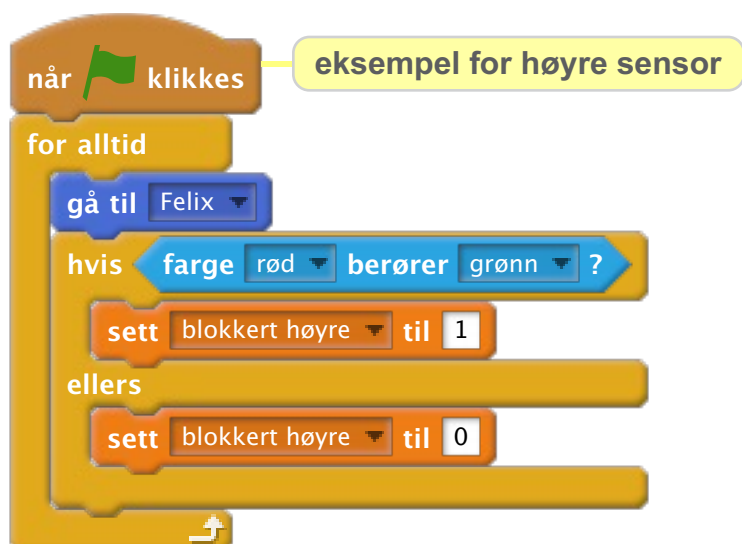 når klikkes
eksempel for høyre sensor
for alltid
gå til Felix
hvis farge rød berører grønn ?
sett blokkert høyre til 1
ellers
sett blokkert høyre til 0